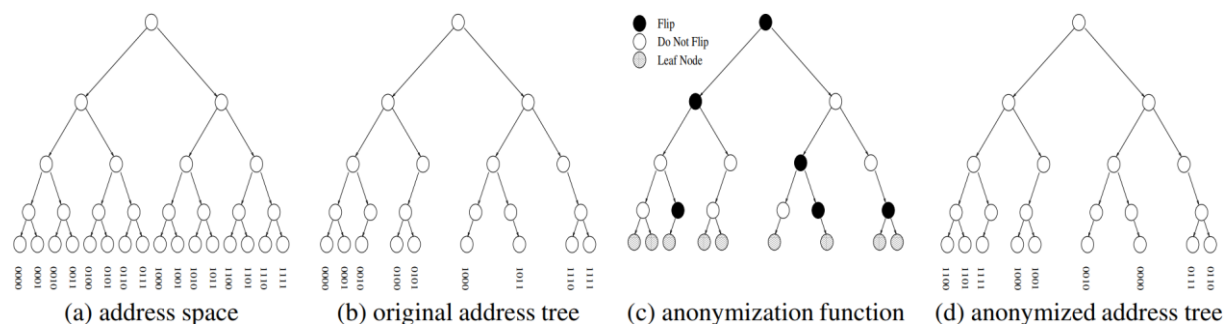 Flip
Do Not Flip
Leaf Node
0000 0001 0010 0011 0100 0101 0110 0111 1000 1001 1010 1011 1100 1101 1110 1111
0000 0001 0010 0100 0101 1000 1011 1110 1111
1100 1101 1111 1000 1001 0010 0000 0111 0110
(a) address space
(b) original address tree
(c) anonymization function
(d) anonymized address tree